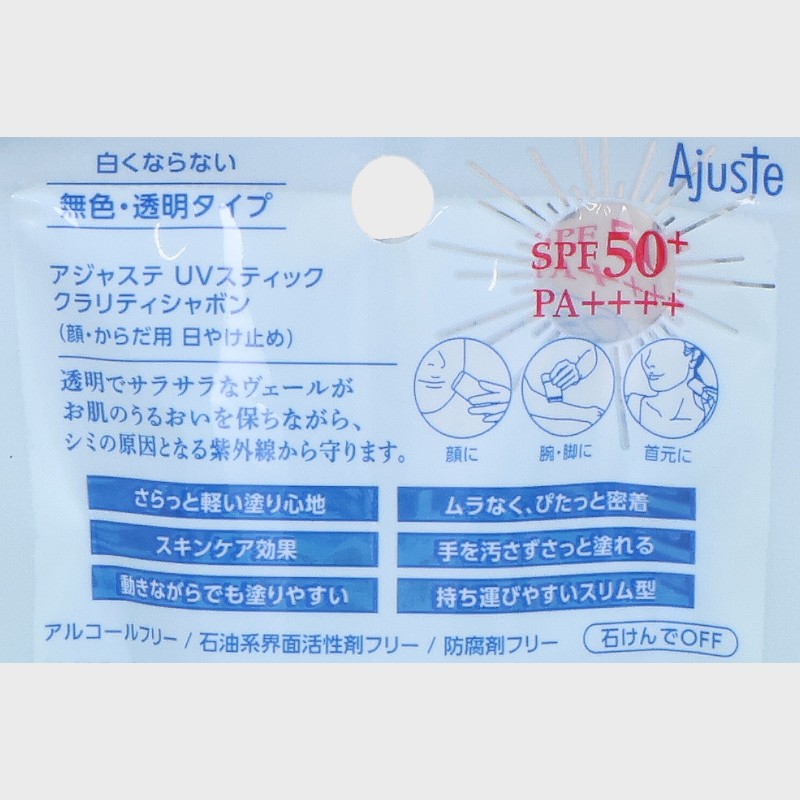 白くならない
無色・透明タイプ
Ajuste
SPF50+
PA++++
アジャステ UVスティック
クラリティシャボン
(顔・からだ用 日やけ止め)
透明でサラサラなヴェールが
お肌のうるおいを保ちながら、
シミの原因となる紫外線から守ります。
顔に
腕・脚に
首元に
さらっと軽い塗り心地
ムラなく、ぴたっと密着
スキンケア効果
手を汚さずさっと塗れる
動きながらでも塗りやすい
持ち運びやすいスリム型
アルコールフリー / 石油系界面活性剤フリー / 防腐剤フリー
石けんでOFF